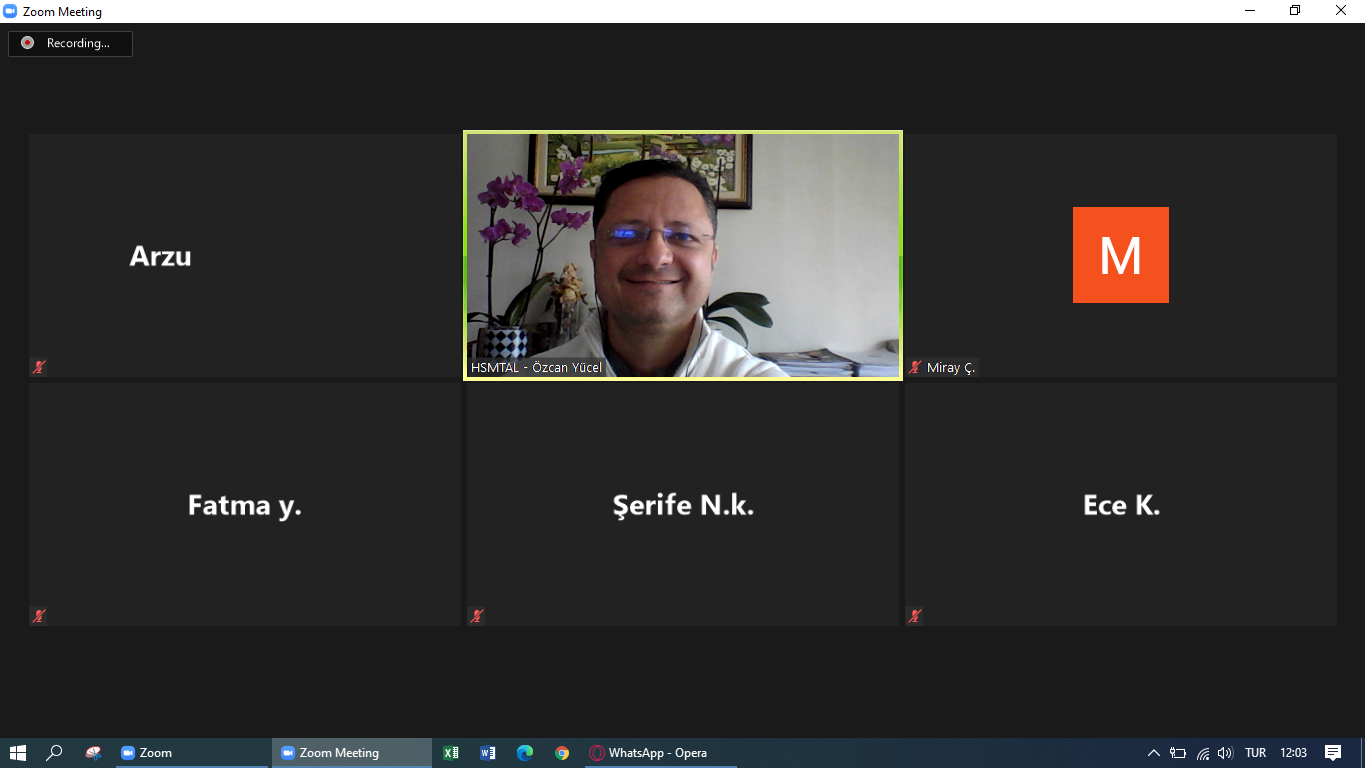 Zoom Meeting
Recording...
Arzu
HSMTAL - Özcan Yücel
M
Miray Ç.
Fatma y.
Şerife N.k.
Ece K.
Zoom
Zoom Meeting
WhatsApp - Opera
TUR
12:03